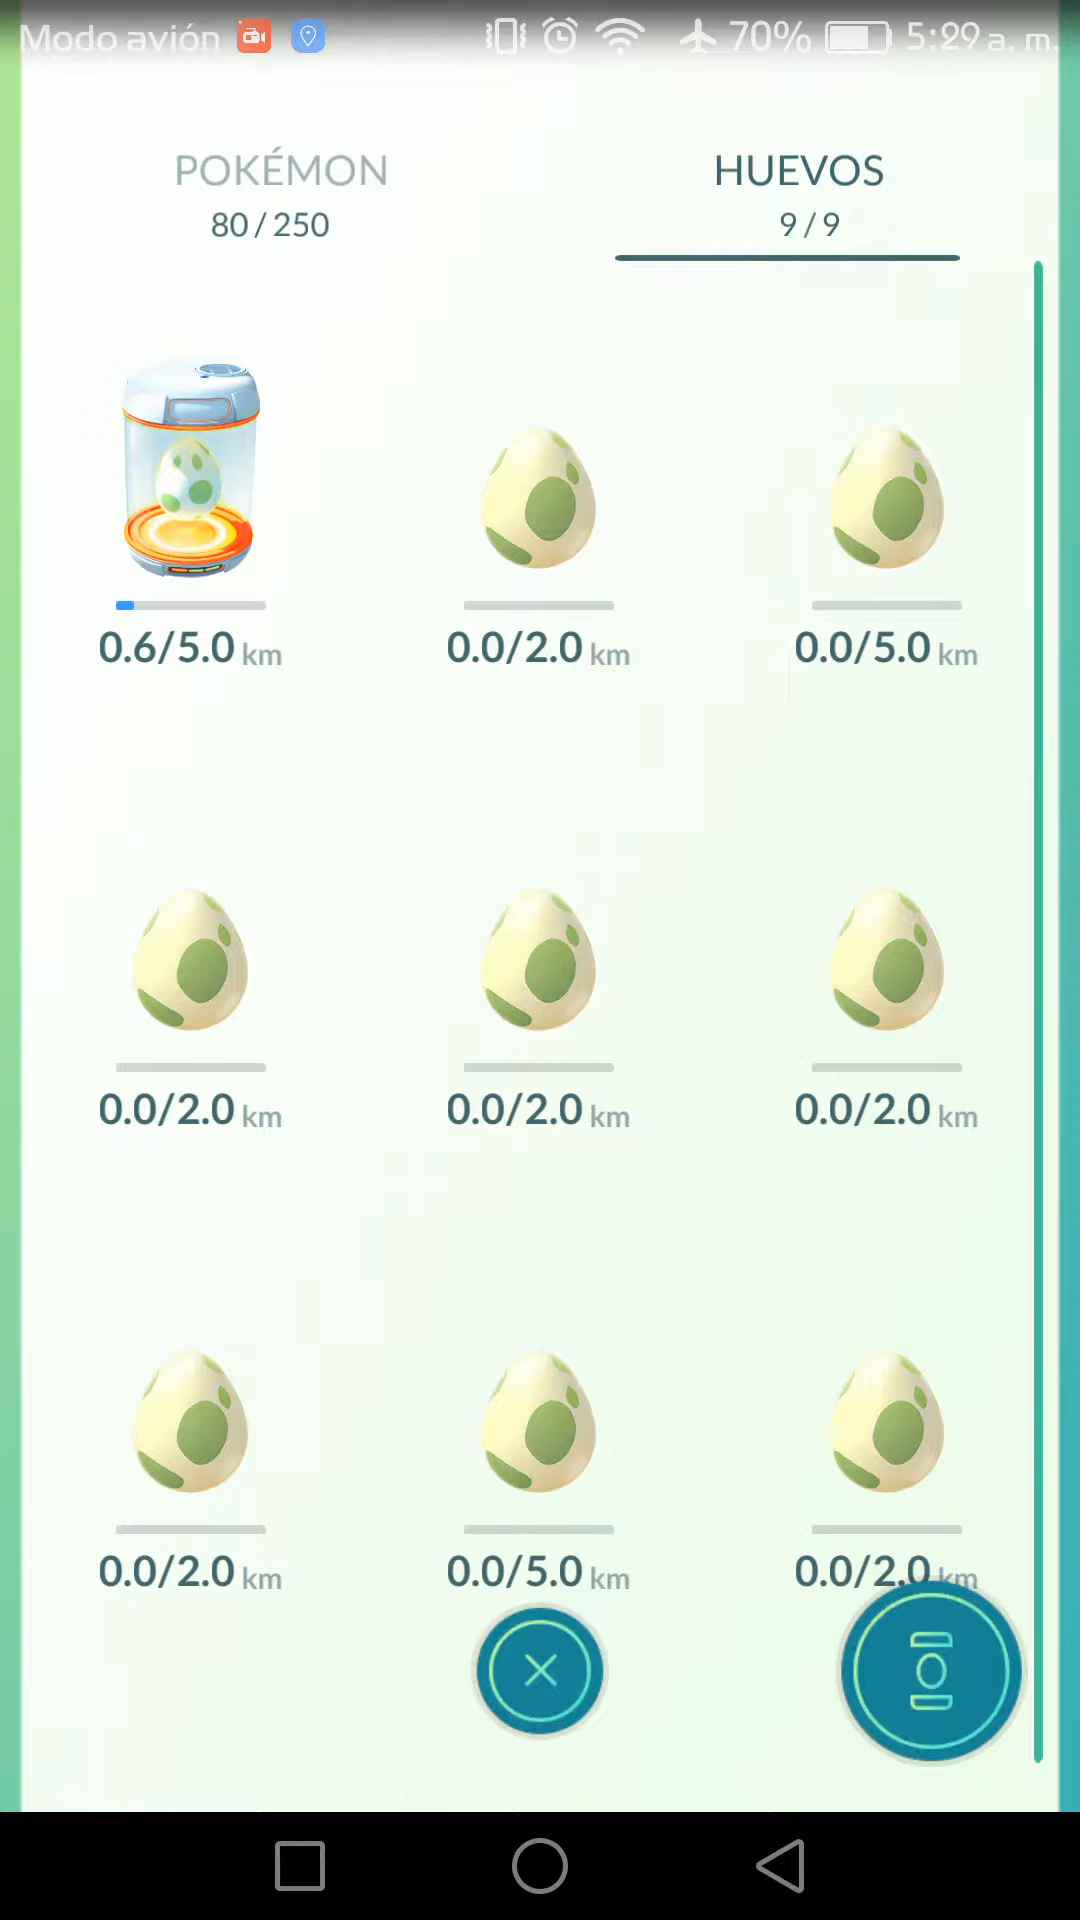 Modo avión 70% 5:29 a. m.
POKÉMON HUEVOS
80 / 250 9 / 9
0.6/5.0 km 0.0/2.0 km 0.0/5.0 km
0.0/2.0 km 0.0/2.0 km 0.0/2.0 km
0.0/2.0 km 0.0/5.0 km 0.0/2.0 km